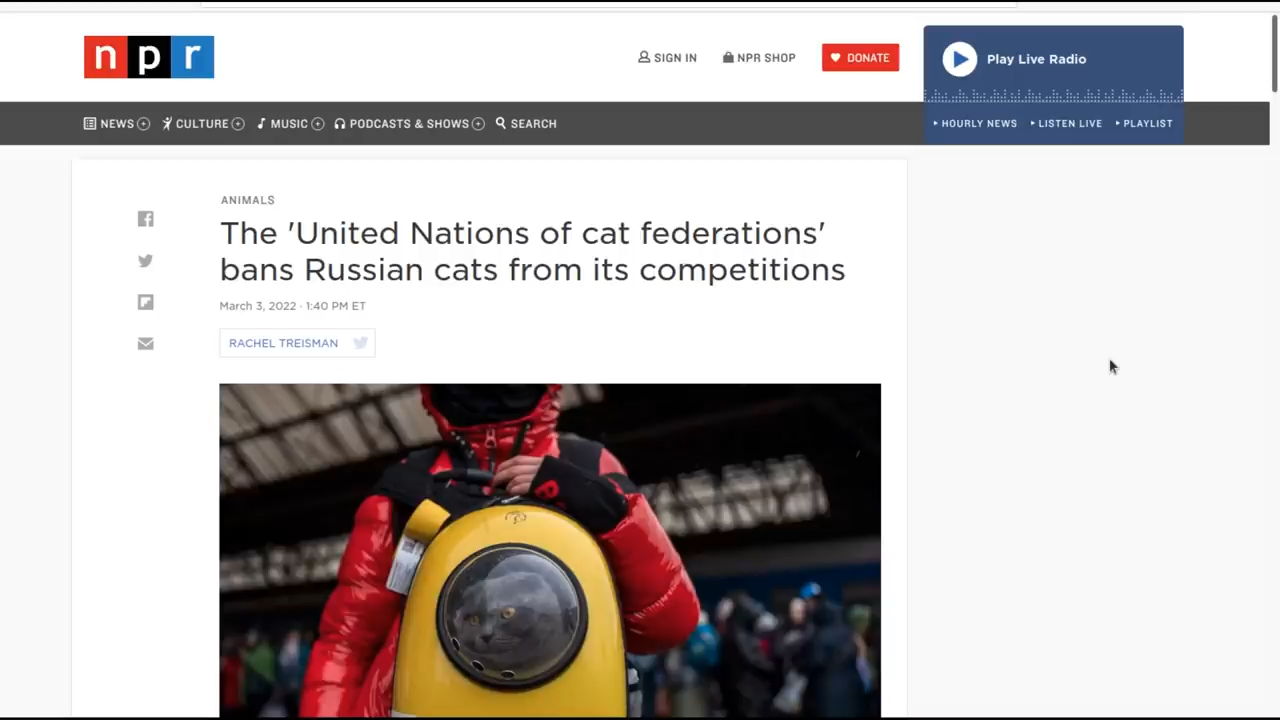 npr
SIGN IN
NPR SHOP
DONATE
Play Live Radio
NEWS
CULTURE
MUSIC
PODCASTS & SHOWS
SEARCH
HOURLY NEWS
LISTEN LIVE
PLAYLIST
ANIMALS
The 'United Nations of cat federations'
bans Russian cats from its competitions
March 3, 2022 · 1:40 PM ET
RACHEL TREISMAN